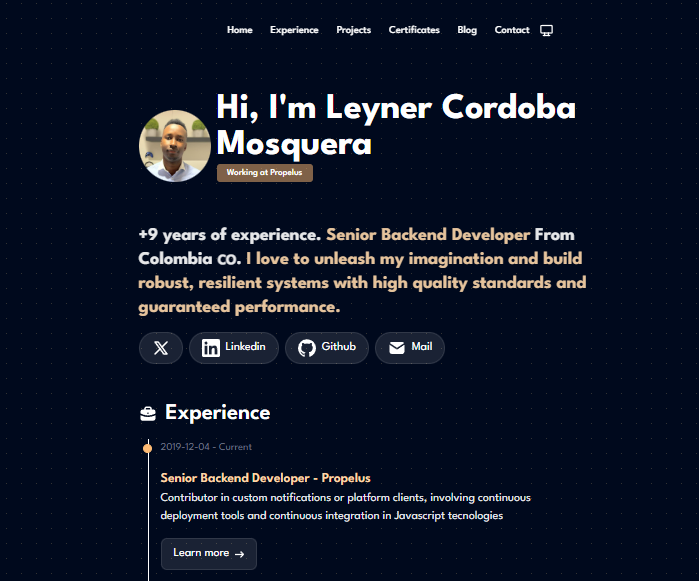 Home Experience Projects Certificates Blog Contact
Hi, I'm Leyner Cordoba
Mosquera
Working at Propelus
+9 years of experience. Senior Backend Developer From
Colombia CO. I love to unleash my imagination and build
robust, resilient systems with high quality standards and
guaranteed performance.
X Linkedin Github Mail
Experience
2019-12-04 - Current
Senior Backend Developer - Propelus
Contributor in custom notifications or platform clients, involving continuous
deployment tools and continuous integration in Javascript tecnologies
Learn more →